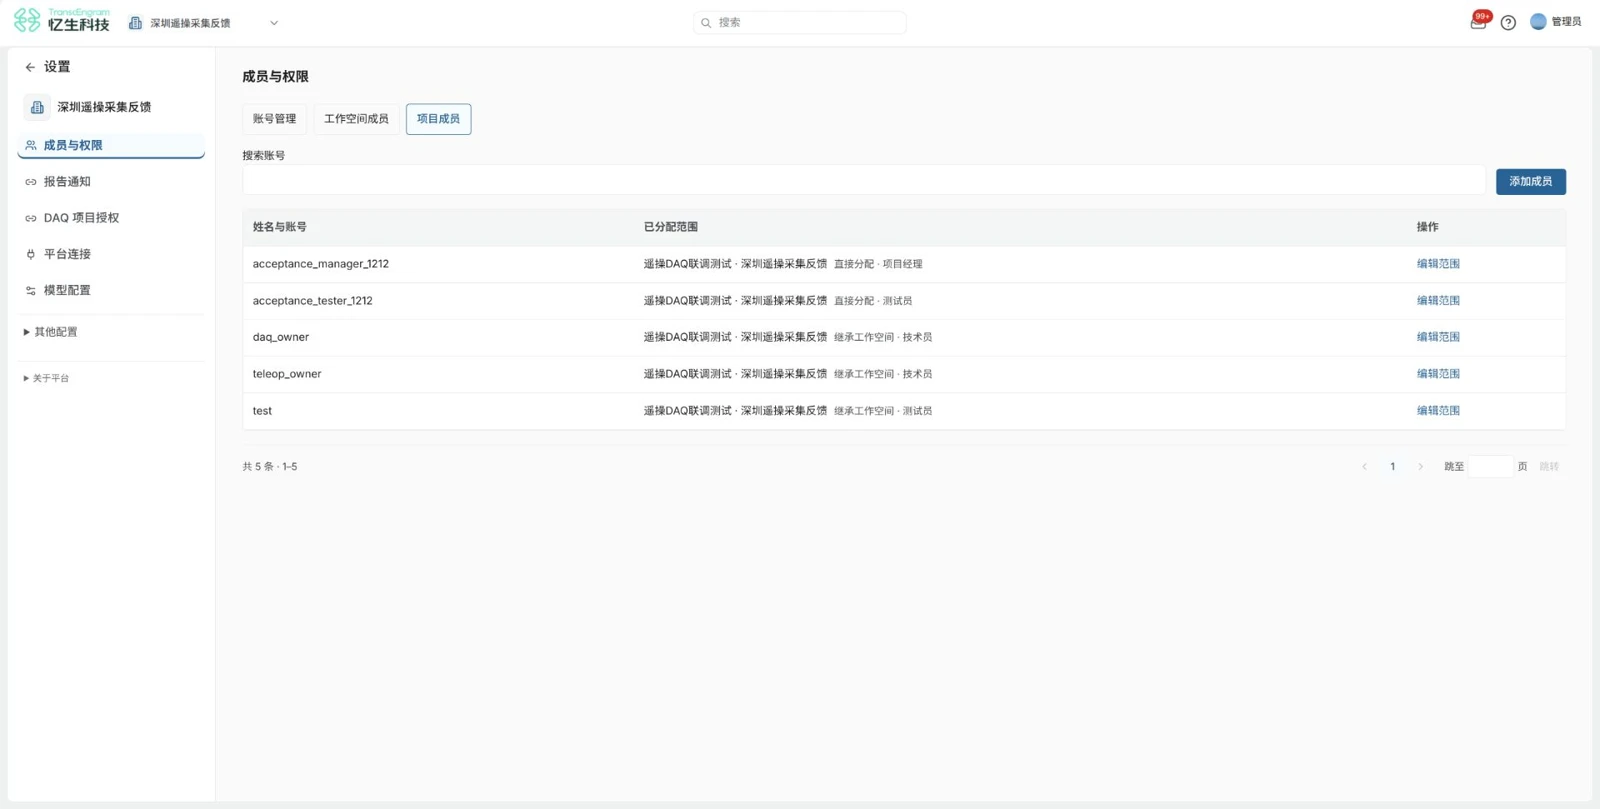 TranscEngram
忆生科技
深圳遥操采集反馈
搜索
99+
管理员
设置
深圳遥操采集反馈
成员与权限
报告通知
DAQ 项目授权
平台连接
模型配置
其他配置
关于平台
成员与权限
账号管理 工作空间成员 项目成员
搜索账号
添加成员
姓名与账号 已分配范围 操作
acceptance_manager_1212 遥操DAQ联调测试 · 深圳遥操采集反馈 直接分配 · 项目经理 编辑范围
acceptance_tester_1212 遥操DAQ联调测试 · 深圳遥操采集反馈 直接分配 · 测试员 编辑范围
daq_owner 遥操DAQ联调测试 · 深圳遥操采集反馈 继承工作空间 · 技术员 编辑范围
teleop_owner 遥操DAQ联调测试 · 深圳遥操采集反馈 继承工作空间 · 技术员 编辑范围
test 遥操DAQ联调测试 · 深圳遥操采集反馈 继承工作空间 · 测试员 编辑范围
共 5 条 · 1–5 1 跳至 页 跳转